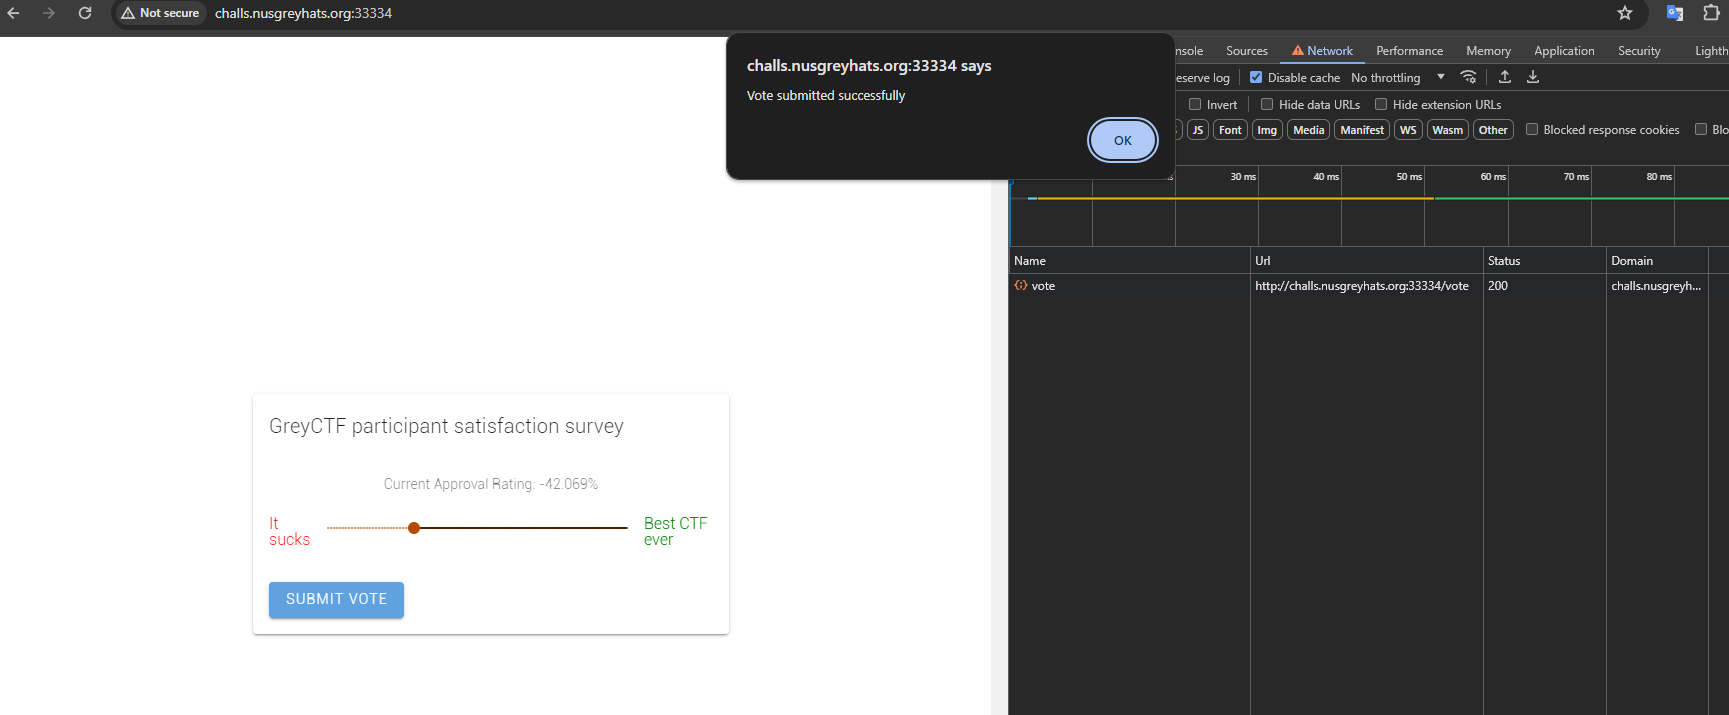 Not secure challs.nusgreyhats.org:33334
challs.nusgreyhats.org:33334 says
Vote submitted successfully
OK
nsole Sources Network Performance Memory Application Security Lighth
eserve log Disable cache No throttling
Invert Hide data URLs Hide extension URLs
JS Font Img Media Manifest WS Wasm Other Blocked response cookies Blo
30 ms 40 ms 50 ms 60 ms 70 ms 80 ms
Name Url Status Domain
vote http://challs.nusgreyhats.org:33334/vote 200 challs.nusgreyh...
GreyCTF participant satisfaction survey
Current Approval Rating: -42.069%
It sucks
Best CTF ever
SUBMIT VOTE